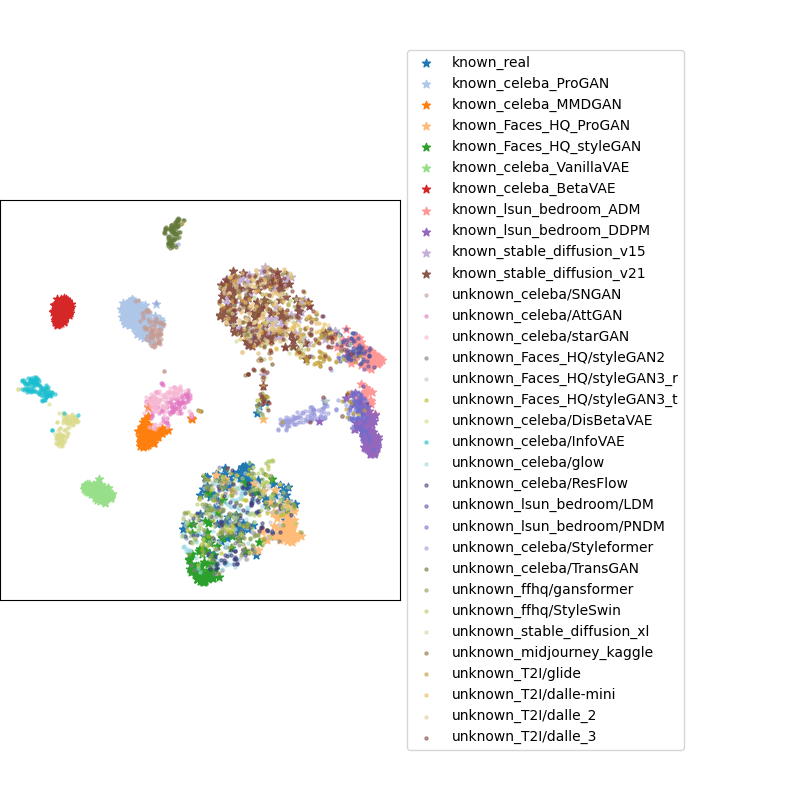 known_real
known_celeba_ProGAN
known_celeba_MMDGAN
known_Faces_HQ_ProGAN
known_Faces_HQ_styleGAN
known_celeba_VanillaVAE
known_celeba_BetaVAE
known_lsun_bedroom_ADM
known_lsun_bedroom_DDPM
known_stable_diffusion_v15
known_stable_diffusion_v21
unknown_celeba/SNGAN
unknown_celeba/AttGAN
unknown_celeba/starGAN
unknown_Faces_HQ/styleGAN2
unknown_Faces_HQ/styleGAN3_r
unknown_Faces_HQ/styleGAN3_t
unknown_celeba/DisBetaVAE
unknown_celeba/InfoVAE
unknown_celeba/glow
unknown_celeba/ResFlow
unknown_lsun_bedroom/LDM
unknown_lsun_bedroom/PNDM
unknown_celeba/Styleformer
unknown_celeba/TransGAN
unknown_ffhq/gansformer
unknown_ffhq/StyleSwin
unknown_stable_diffusion_xl
unknown_midjourney_kaggle
unknown_T2I/glide
unknown_T2I/dalle-mini
unknown_T2I/dalle_2
unknown_T2I/dalle_3